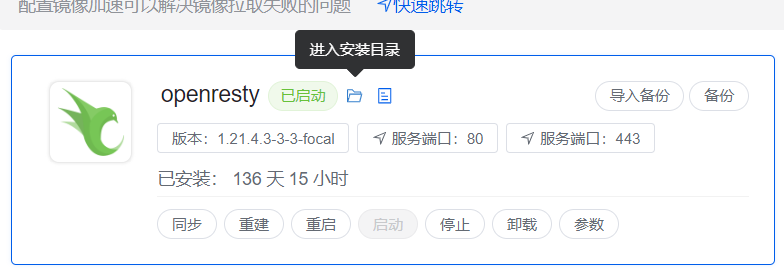 配置镜像加速可以解决镜像拉取失败的问题 快速跳转
进入安装目录
openresty 已启动 导入备份 备份
版本：1.21.4.3-3-3-focal 服务端口：80 服务端口：443
已安装： 136 天 15 小时
同步 重建 重启 启动 停止 卸载 参数